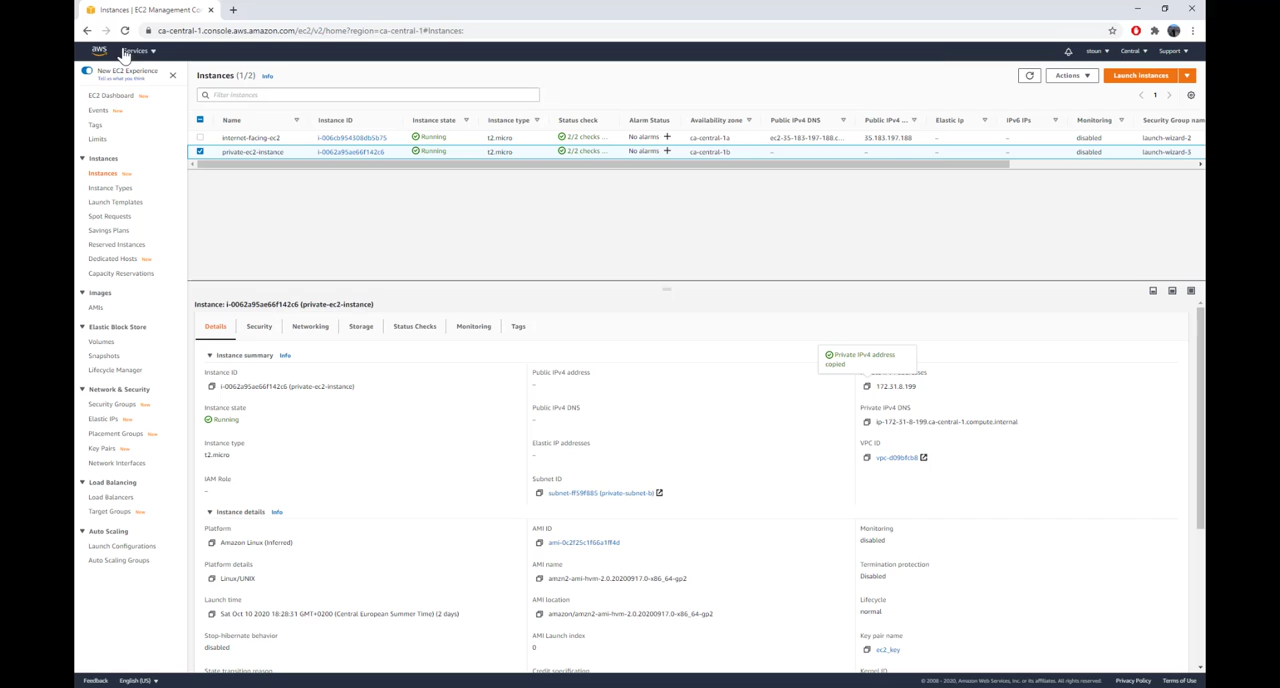 Instances | EC2 Management Co
ca-central-1.console.aws.amazon.com/ec2/v2/home?region=ca-central-1#Instances:
aws Services stoun Central Support
New EC2 Experience
Tell us what you think
EC2 Dashboard New
Events New
Tags
Limits
Instances
Instances New
Instance Types
Launch Templates
Spot Requests
Savings Plans
Reserved Instances
Dedicated Hosts New
Capacity Reservations
Images
AMIs
Elastic Block Store
Volumes
Snapshots
Lifecycle Manager
Network & Security
Security Groups New
Elastic IPs New
Placement Groups New
Key Pairs New
Network Interfaces
Load Balancing
Load Balancers
Target Groups New
Auto Scaling
Launch Configurations
Auto Scaling Groups
Instances (1/2) Info
Actions Launch instances
Filter instances
1
Name Instance ID Instance state Instance type Status check Alarm Status Availability zone Public IPv4 DNS Public IPv4 ... Elastic Ip IPv6 IPs Monitoring Security Group nam
internet-facing-ec2 i-006cb954308db5b75 Running t2.micro 2/2 checks ... No alarms + ca-central-1a ec2-35-183-197-188.c... 35.183.197.188 – – disabled launch-wizard-2
private-ec2-instance i-0062a95ae66f142c6 Running t2.micro 2/2 checks ... No alarms + ca-central-1b – – – – disabled launch-wizard-3
Instance: i-0062a95ae66f142c6 (private-ec2-instance)
Details Security Networking Storage Status Checks Monitoring Tags
Instance summary Info
Private IPv4 address
copied
Instance ID
i-0062a95ae66f142c6 (private-ec2-instance)
Public IPv4 address
–
172.31.8.199
Instance state
Running
Public IPv4 DNS
–
Private IPv4 DNS
ip-172-31-8-199.ca-central-1.compute.internal
Instance type
t2.micro
Elastic IP addresses
–
VPC ID
vpc-d09bfcb8
IAM Role
–
Subnet ID
subnet-ff59f885 (private-subnet-b)
Instance details Info
Platform
Amazon Linux (Inferred)
AMI ID
ami-0c2f25c1f66a1ff4d
Monitoring
disabled
Platform details
Linux/UNIX
AMI name
amzn2-ami-hvm-2.0.20200917.0-x86_64-gp2
Termination protection
Disabled
Launch time
Sat Oct 10 2020 18:28:31 GMT+0200 (Central European Summer Time) (2 days)
AMI location
amazon/amzn2-ami-hvm-2.0.20200917.0-x86_64-gp2
Lifecycle
normal
Stop-hibernate behavior
disabled
AMI Launch index
0
Key pair name
ec2_key
State transition reason
Credit specification
Kernel ID
Feedback English (US) © 2008 - 2020, Amazon Web Services, Inc. or its affiliates. All rights reserved. Privacy Policy Terms of Use